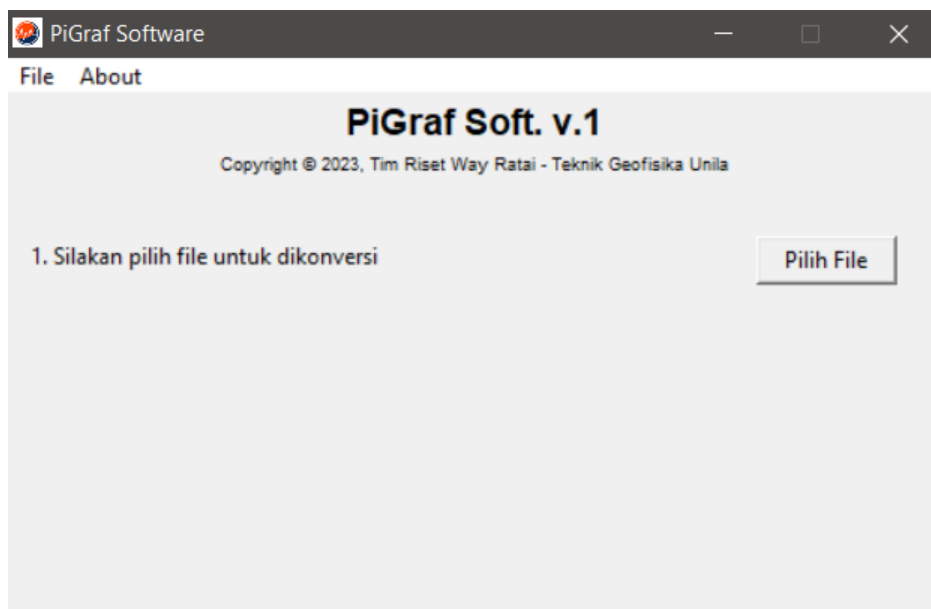 PiGraf Software
File About
PiGraf Soft. v.1
Copyright © 2023, Tim Riset Way Ratai - Teknik Geofisika Unila
1. Silakan pilih file untuk dikonversi
Pilih File